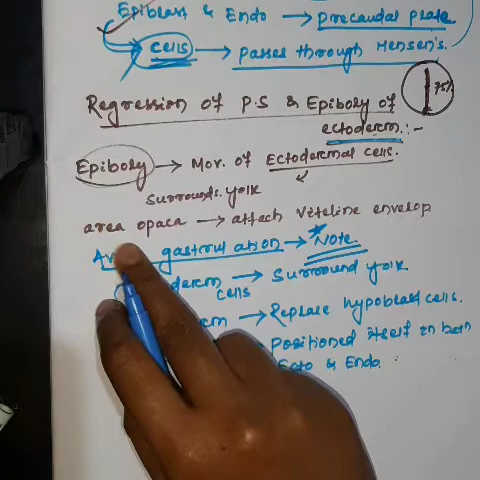 Epiblast & Endo → precaudal plate
cells → passes through Hensen's.
75%
Regression of P.S & Epiboly of
ectoderm :-
Epiboly → Mov. of Ectodermal cells.
Surrounds yolk
area opaca → attach Viteline envelop
gastrulation → Note
derm cells → Surround yolk
→ Replace hypoblast cells.
positioned itself in beth
Ecto & Endo.